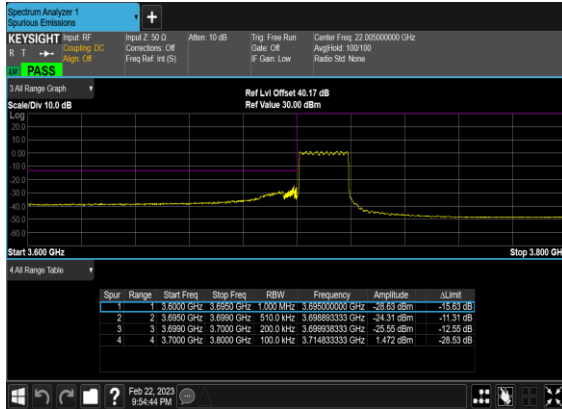 Spectrum Analyzer 1
Spurious Emissions
+
KEYSIGHT Input: RF Input Z: 50 Ω Atten: 10 dB Trig: Free Run Center Freq: 22.005000000 GHz
R T Coupling: DC Corrections: Off Gate: Off Avg|Hold: 100/100
Align: Off Freq Ref: Int (S) IF Gain: Low Radio Std: None
PASS
3 All Range Graph
Ref Lvl Offset 40.17 dB
Scale/Div 10.0 dB Ref Value 30.00 dBm
Log
20.0
10.0
0.00
-10.0
-20.0
-30.0
-40.0
-50.0
-60.0
Start 3.600 GHz Stop 3.800 GH
4 All Range Table
Spur Range Start Freq Stop Freq RBW Frequency Amplitude ΔLimit
1 1 3.6000 GHz 3.6950 GHz 1.000 MHz 3.695000000 GHz -28.63 dBm -15.63 dB
2 2 3.6950 GHz 3.6990 GHz 510.0 kHz 3.698893333 GHz -24.31 dBm -11.31 dB
3 3 3.6990 GHz 3.7000 GHz 200.0 kHz 3.699938333 GHz -25.55 dBm -12.55 dB
4 4 3.7000 GHz 3.8000 GHz 100.0 kHz 3.714833333 GHz 1.472 dBm -28.53 dB
? Feb 22, 2023
9:54:44 PM